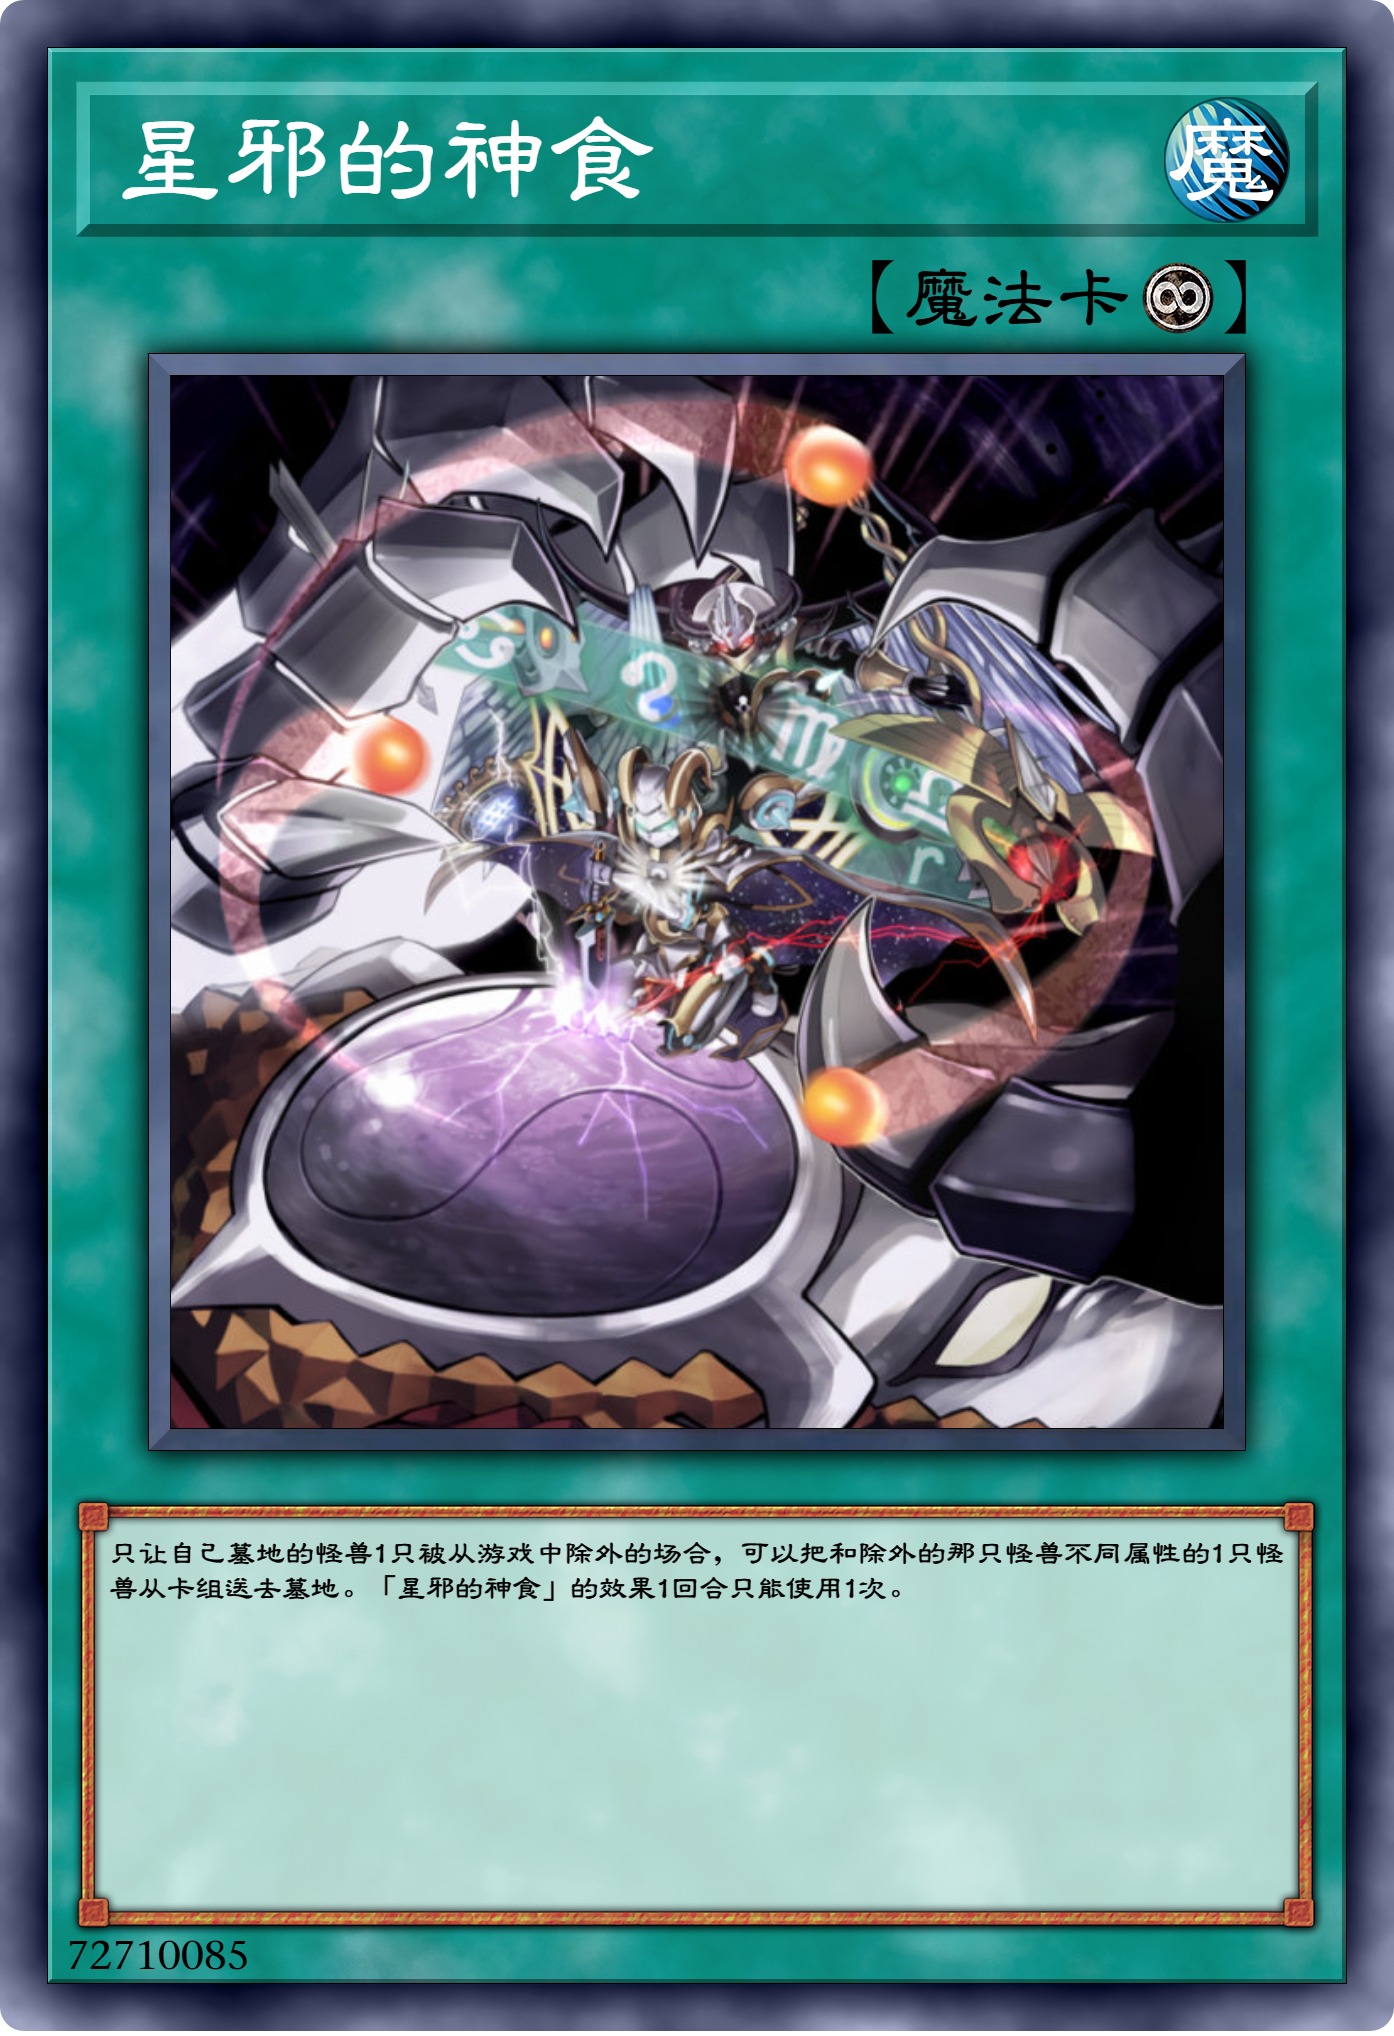 星邪的神食
魔
【魔法卡♾】
只让自己墓地的怪兽1只被从游戏中除外的场合，可以把和除外的那只怪兽不同属性的1只怪
兽从卡组送去墓地。「星邪的神食」的效果1回合只能使用1次。
72710085